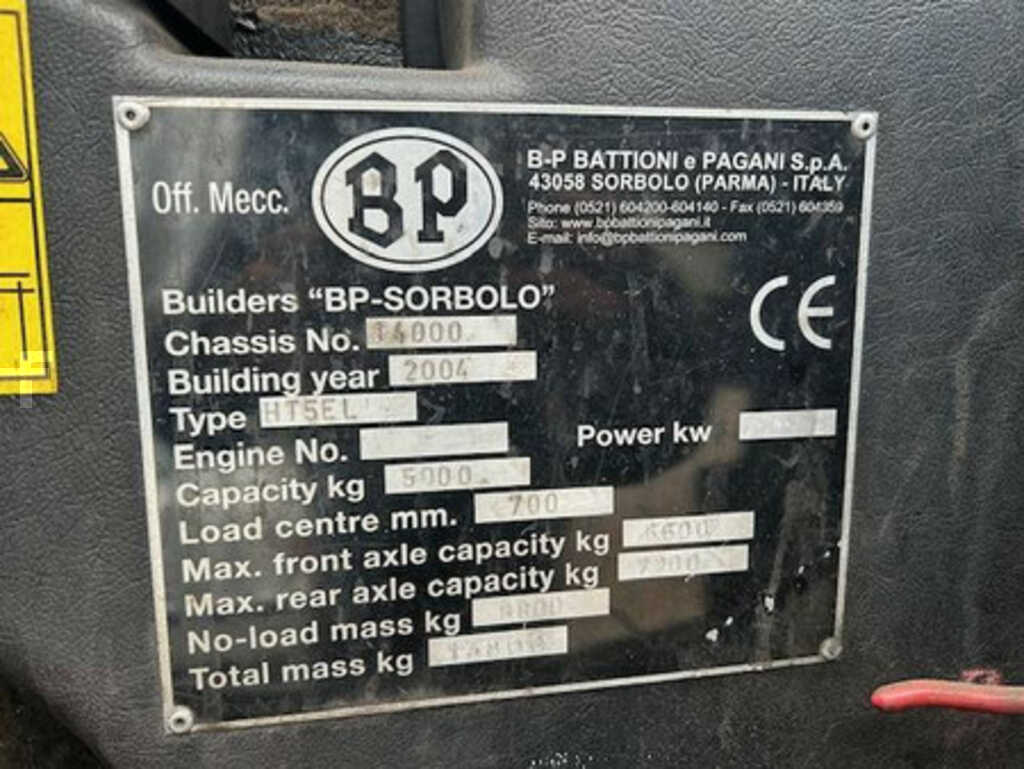 Off. Mecc.
BP
B-P BATTIONI e PAGANI S.p.A.
43058 SORBOLO (PARMA) - ITALY
Phone (0521) 604200-604140 - Fax (0521) 604359
Sito: www.bpbattionipagani.it
E-mail: info@bpbattionipagani.com
Builders "BP-SORBOLO"
CE
Chassis No. 14000
Building year 2004
Type HT5EL
Engine No.
Power kw
Capacity kg 5000
Load centre mm. 700
Max. front axle capacity kg 6600
Max. rear axle capacity kg
No-load mass kg
Total mass kg